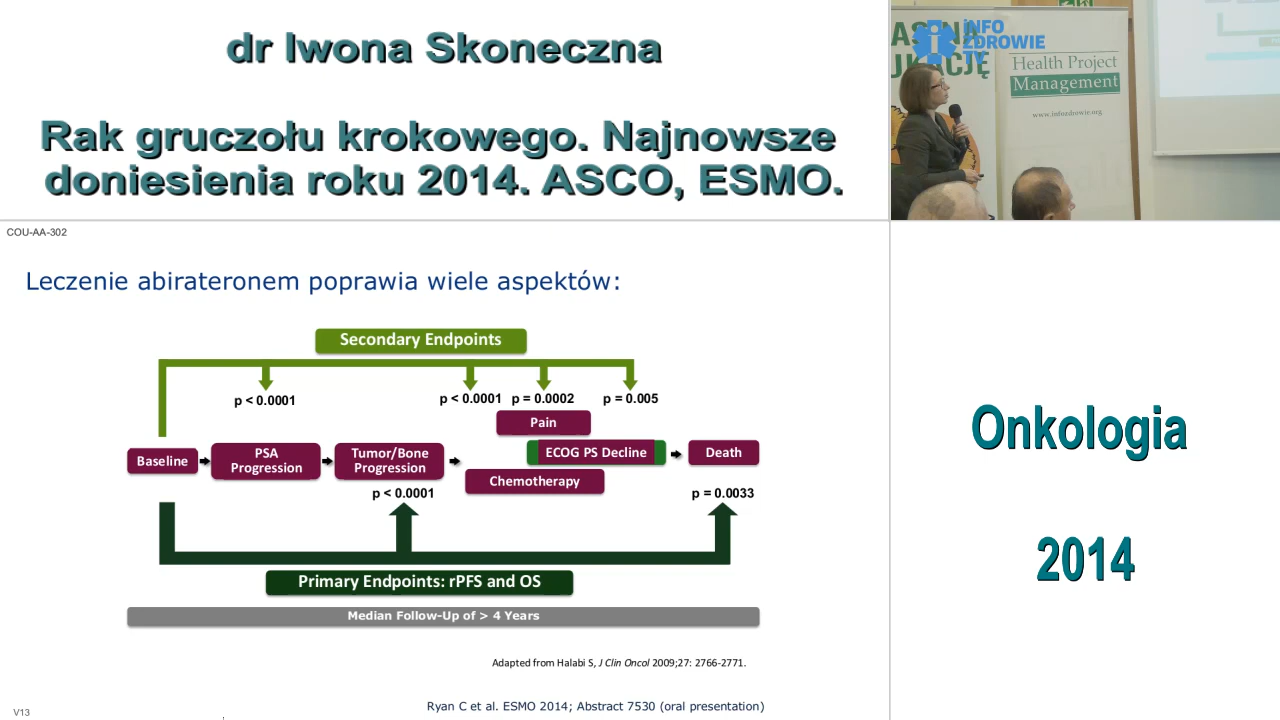 dr Iwona Skoneczna
Rak gruczołu krokowego. Najnowsze
doniesienia roku 2014. ASCO, ESMO.
iNFO
ZDROWIE
TV
Health Project
Management
www.infozdrowie.org
COU-AA-302
Leczenie abirateronem poprawia wiele aspektów:
Secondary Endpoints
p < 0.0001
p < 0.0001
p = 0.0002
p = 0.005
Pain
Baseline
PSA
Progression
Tumor/Bone
Progression
ECOG PS Decline
Death
Chemotherapy
p < 0.0001
p = 0.0033
Primary Endpoints: rPFS and OS
Median Follow-Up of > 4 Years
Adapted from Halabi S, J Clin Oncol 2009;27: 2766-2771.
Ryan C et al. ESMO 2014; Abstract 7530 (oral presentation)
V13
Onkologia
2014